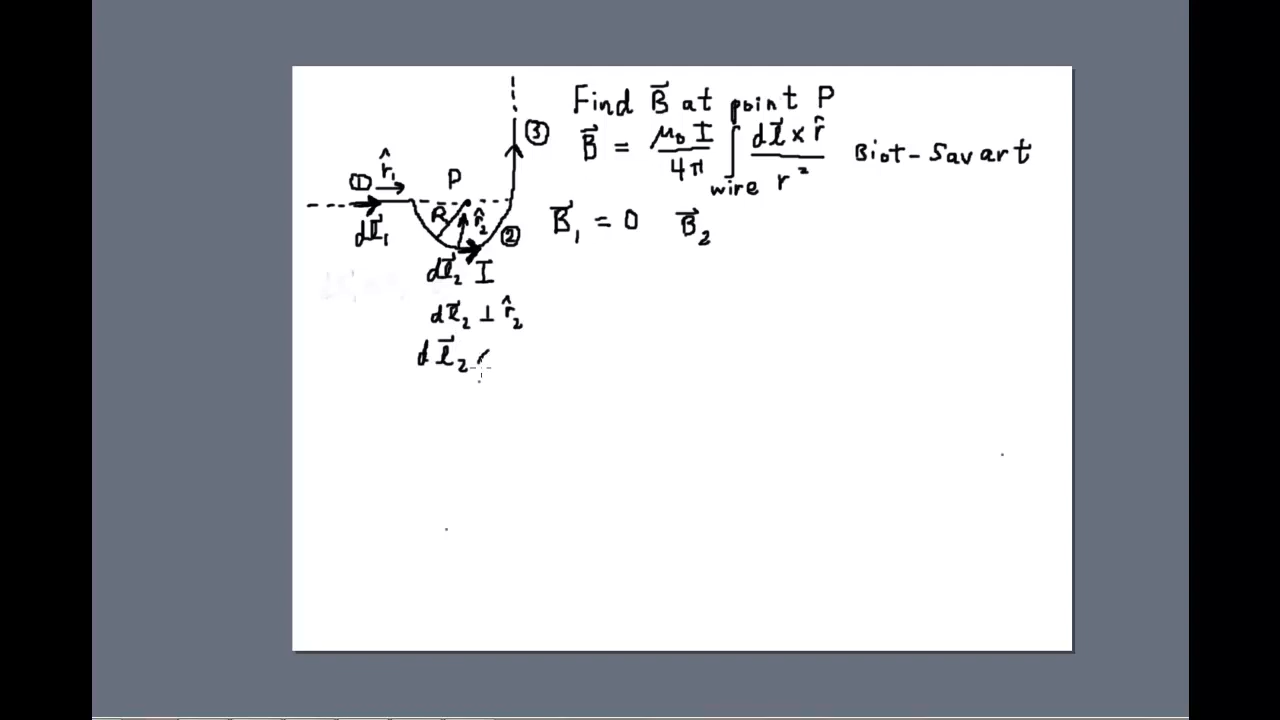 Find B⃗ at point P
B⃗ = μ₀ I / 4π ∫wire dl⃗ × r̂ / r² Biot-Savart
B⃗₁ = 0 B⃗₂
③
① r̂₁ P
dl⃗₁ R r̂₂ ②
dl⃗₂ I
dl⃗₂ ⊥ r̂₂
dl⃗₂